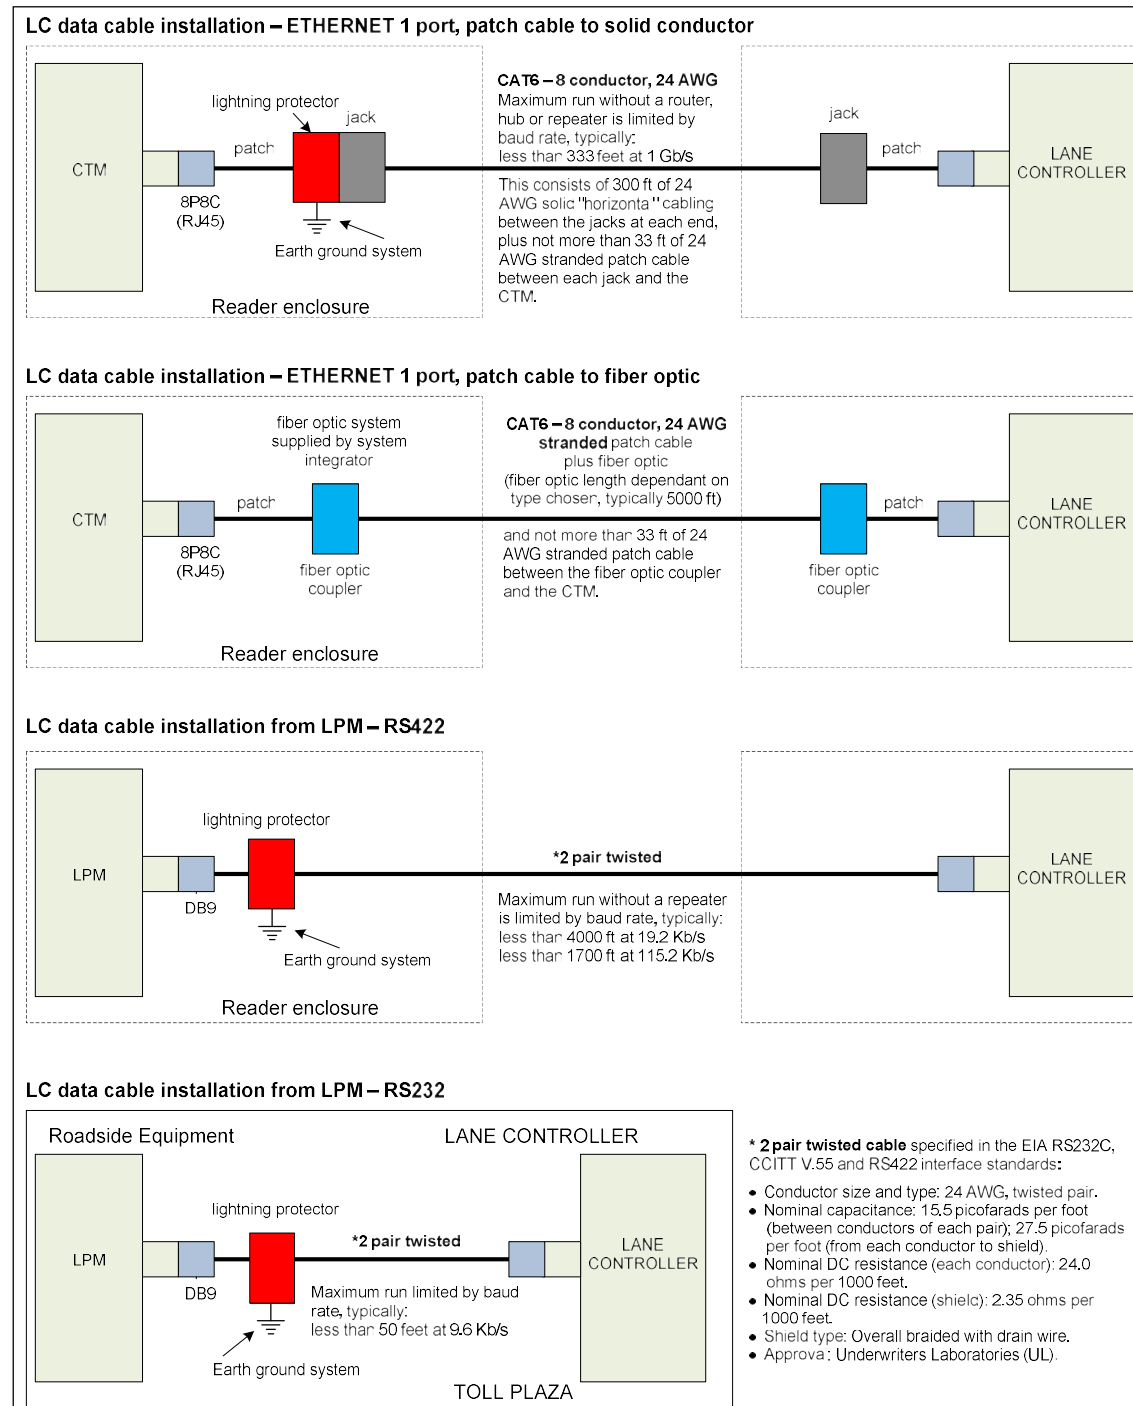 LC data cable installation – ETHERNET 1 port, patch cable to solid conductor
CTM
patch
8P8C
(RJ45)
lightning protector
jack
Earth ground system
Reader enclosure
CAT6 – 8 conductor, 24 AWG
Maximum run without a router,
hub or repeater is limited by
baud rate, typically:
less than 333 feet at 1 Gb/s
This consists of 300 ft of 24
AWG solid "horizonta" cabling
between the jacks at each end,
plus not more than 33 ft of 24
AWG stranded patch cable
between each jack and the
CTM.
jack
patch
LANE
CONTROLLER
LC data cable installation – ETHERNET 1 port, patch cable to fiber optic
CTM
patch
8P8C
(RJ45)
fiber optic system
supplied by system
integrator
fiber optic
coupler
Reader enclosure
CAT6 – 8 conductor, 24 AWG
stranded patch cable
plus fiber optic
(fiber optic length dependant on
type chosen, typically 5000 ft)
and not more than 33 ft of 24
AWG stranded patch cable
between the fiber optic coupler
and the CTM.
fiber optic
coupler
patch
LANE
CONTROLLER
LC data cable installation from LPM – RS422
LPM
DB9
lightning protector
Earth ground system
Reader enclosure
*2 pair twisted
Maximum run without a repeater
is limited by baud rate, typically:
less than 4000 ft at 19.2 Kb/s
less than 1700 ft at 115.2 Kb/s
LANE
CONTROLLER
LC data cable installation from LPM – RS232
Roadside Equipment
LANE CONTROLLER
LPM
DB9
lightning protector
Earth ground system
*2 pair twisted
Maximum run limited by baud
rate, typically:
less than 50 feet at 9.6 Kb/s
LANE
CONTROLLER
TOLL PLAZA
* 2 pair twisted cable specified in the EIA RS232C,
CCITT V.55 and RS422 interface standards:
• Conductor size and type: 24 AWG, twisted pair.
• Nominal capacitance: 15.5 picofarads per foot
(between conductors of each pair); 27.5 picofarads
per foot (from each conductor to shield).
• Nominal DC resistance (each conductor): 24.0
ohms per 1000 feet.
• Nominal DC resistance (shield): 2.35 ohms per
1000 feet.
• Shield type: Overall braided with drain wire.
• Approva: Underwriters Laboratories (UL).